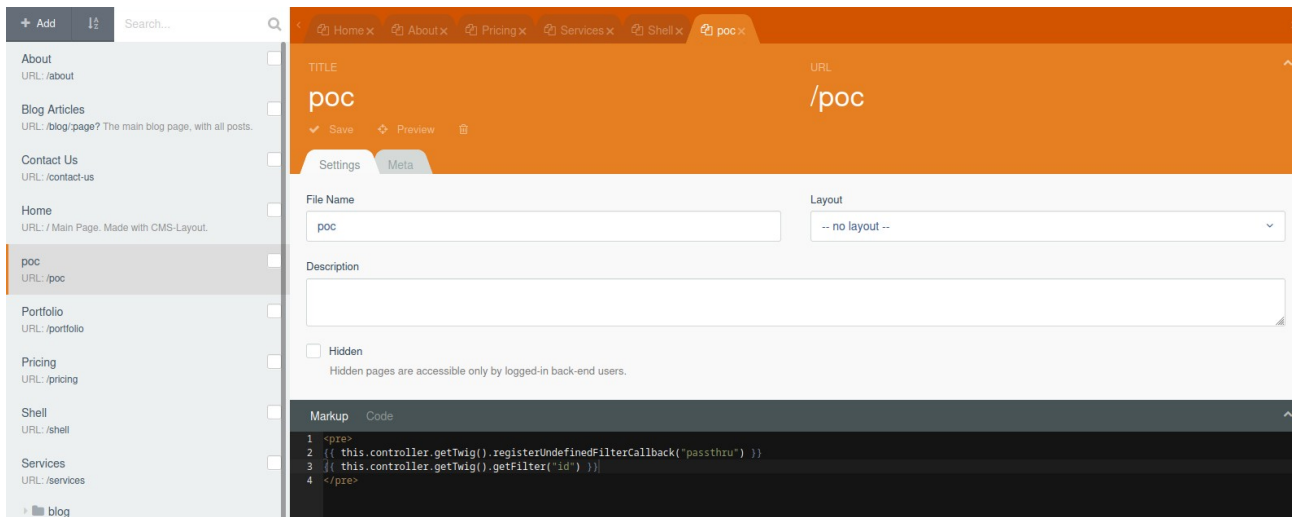 + Add
Search...
About
URL: /about
Blog Articles
URL: /blog/:page? The main blog page, with all posts.
Contact Us
URL: /contact-us
Home
URL: / Main Page. Made with CMS-Layout.
poc
URL: /poc
Portfolio
URL: /portfolio
Pricing
URL: /pricing
Shell
URL: /shell
Services
URL: /services
blog
Home × About × Pricing × Services × Shell × poc ×
TITLE
poc
URL
/poc
Save Preview
Settings Meta
File Name
poc
Layout
-- no layout --
Description
Hidden
Hidden pages are accessible only by logged-in back-end users.
Markup Code
1 <pre>
2 {{ this.controller.getTwig().registerUndefinedFilterCallback("passthru") }}
3 {{ this.controller.getTwig().getFilter("id") }}
4 </pre>